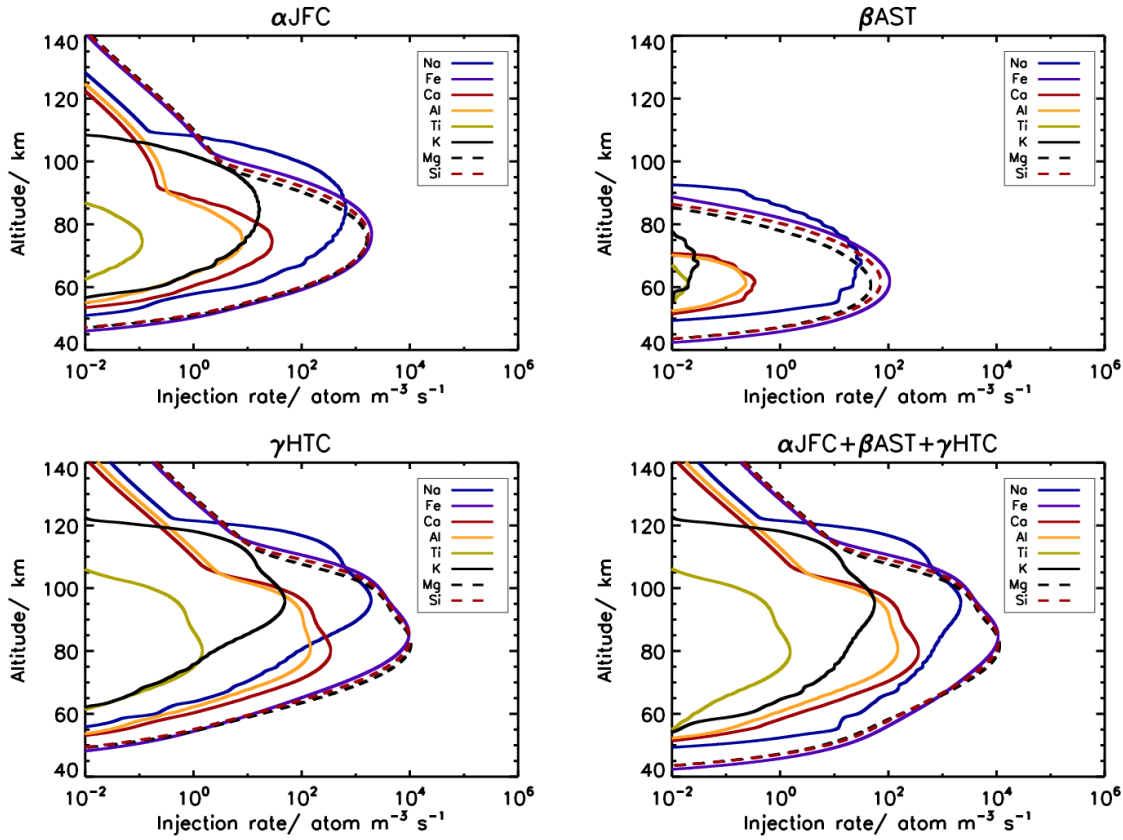 αJFC
140
120
100
80
60
40
Altitude/ km
Na
Fe
Ca
Al
Ti
K
Mg
Si
10⁻² 10⁰ 10² 10⁴ 10⁶
Injection rate/ atom m⁻³ s⁻¹
βAST
140
120
100
80
60
40
Altitude/ km
Na
Fe
Ca
Al
Ti
K
Mg
Si
10⁻² 10⁰ 10² 10⁴ 10⁶
Injection rate/ atom m⁻³ s⁻¹
γHTC
140
120
100
80
60
40
Altitude/ km
Na
Fe
Ca
Al
Ti
K
Mg
Si
10⁻² 10⁰ 10² 10⁴ 10⁶
Injection rate/ atom m⁻³ s⁻¹
αJFC+βAST+γHTC
140
120
100
80
60
40
Altitude/ km
Na
Fe
Ca
Al
Ti
K
Mg
Si
10⁻² 10⁰ 10² 10⁴ 10⁶
Injection rate/ atom m⁻³ s⁻¹